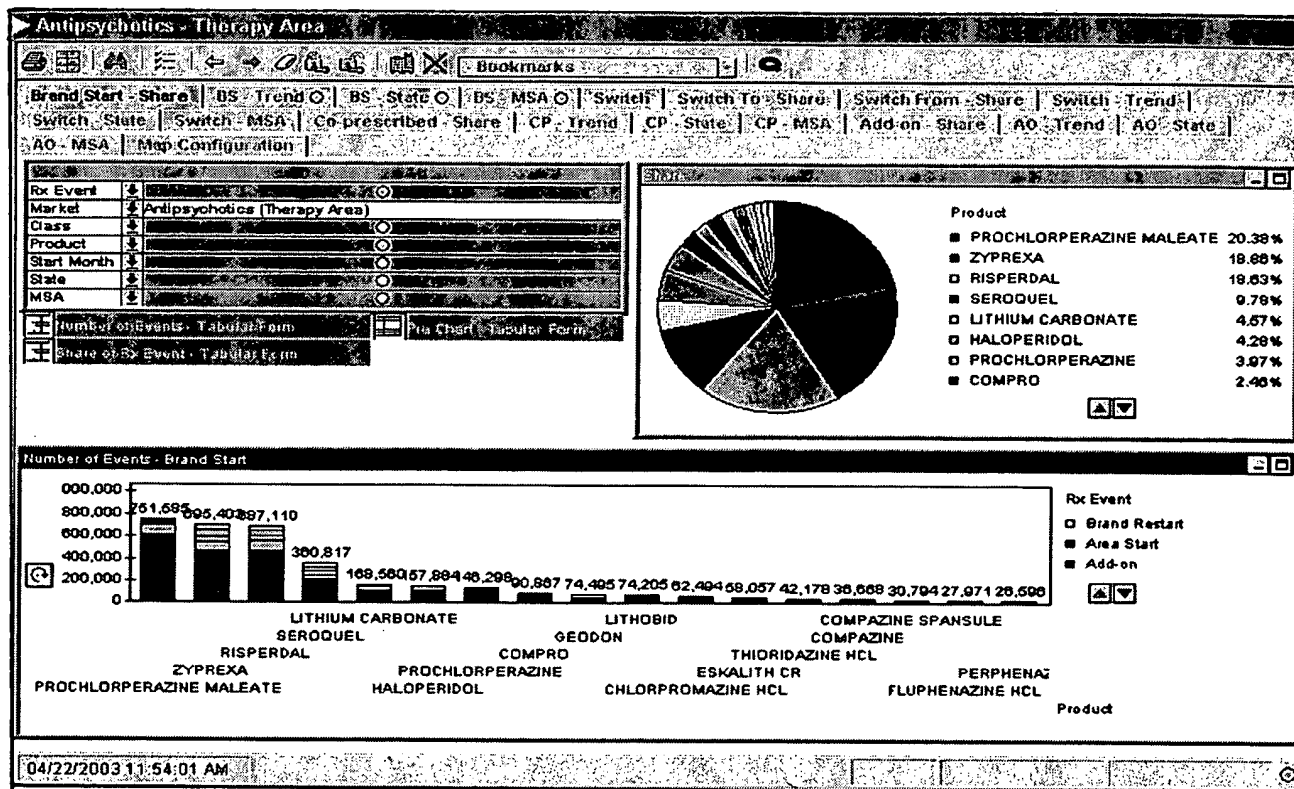 Antipsychotics - Therapy Area
Bookmarks
Brand Start - Share | BS - Trend | BS - State | BS - MSA | Switch | Switch To - Share | Switch From - Share | Switch - Trend
Switch - State | Switch - MSA | Co-prescribed - Share | CP - Trend | CP - State | CP - MSA | Add-on - Share | AO - Trend | AO - State
AO - MSA | Map Configuration
Rx Event
Market Antipsychotics (Therapy Area)
Class
Product
Start Month
State
MSA
Number of Events - Tabular Form
Pie Chart - Tabular Form
Share of Rx Event - Tabular Form
Share
Product
PROCHLORPERAZINE MALEATE 20.38%
ZYPREXA 18.86%
RISPERDAL 18.63%
SEROQUEL 9.78%
LITHIUM CARBONATE 4.57%
HALOPERIDOL 4.28%
PROCHLORPERAZINE 3.97%
COMPRO 2.46%
Number of Events - Brand Start
000,000
800,000
600,000
400,000
200,000
0
751,685 695,403 687,110 360,817 168,560 157,884 146,298 90,867 74,495 74,205 62,494 58,057 42,178 36,668 30,794 27,971 26,596
LITHIUM CARBONATE LITHOBID COMPAZINE SPANSULE
SEROQUEL GEODON COMPAZINE
RISPERDAL COMPRO THIORIDAZINE HCL
ZYPREXA PROCHLORPERAZINE ESKALITH CR PERPHENAZ
PROCHLORPERAZINE MALEATE HALOPERIDOL CHLORPROMAZINE HCL FLUPHENAZINE HCL
Product
Rx Event
Brand Restart
Area Start
Add-on
04/22/2003 11:54:01 AM